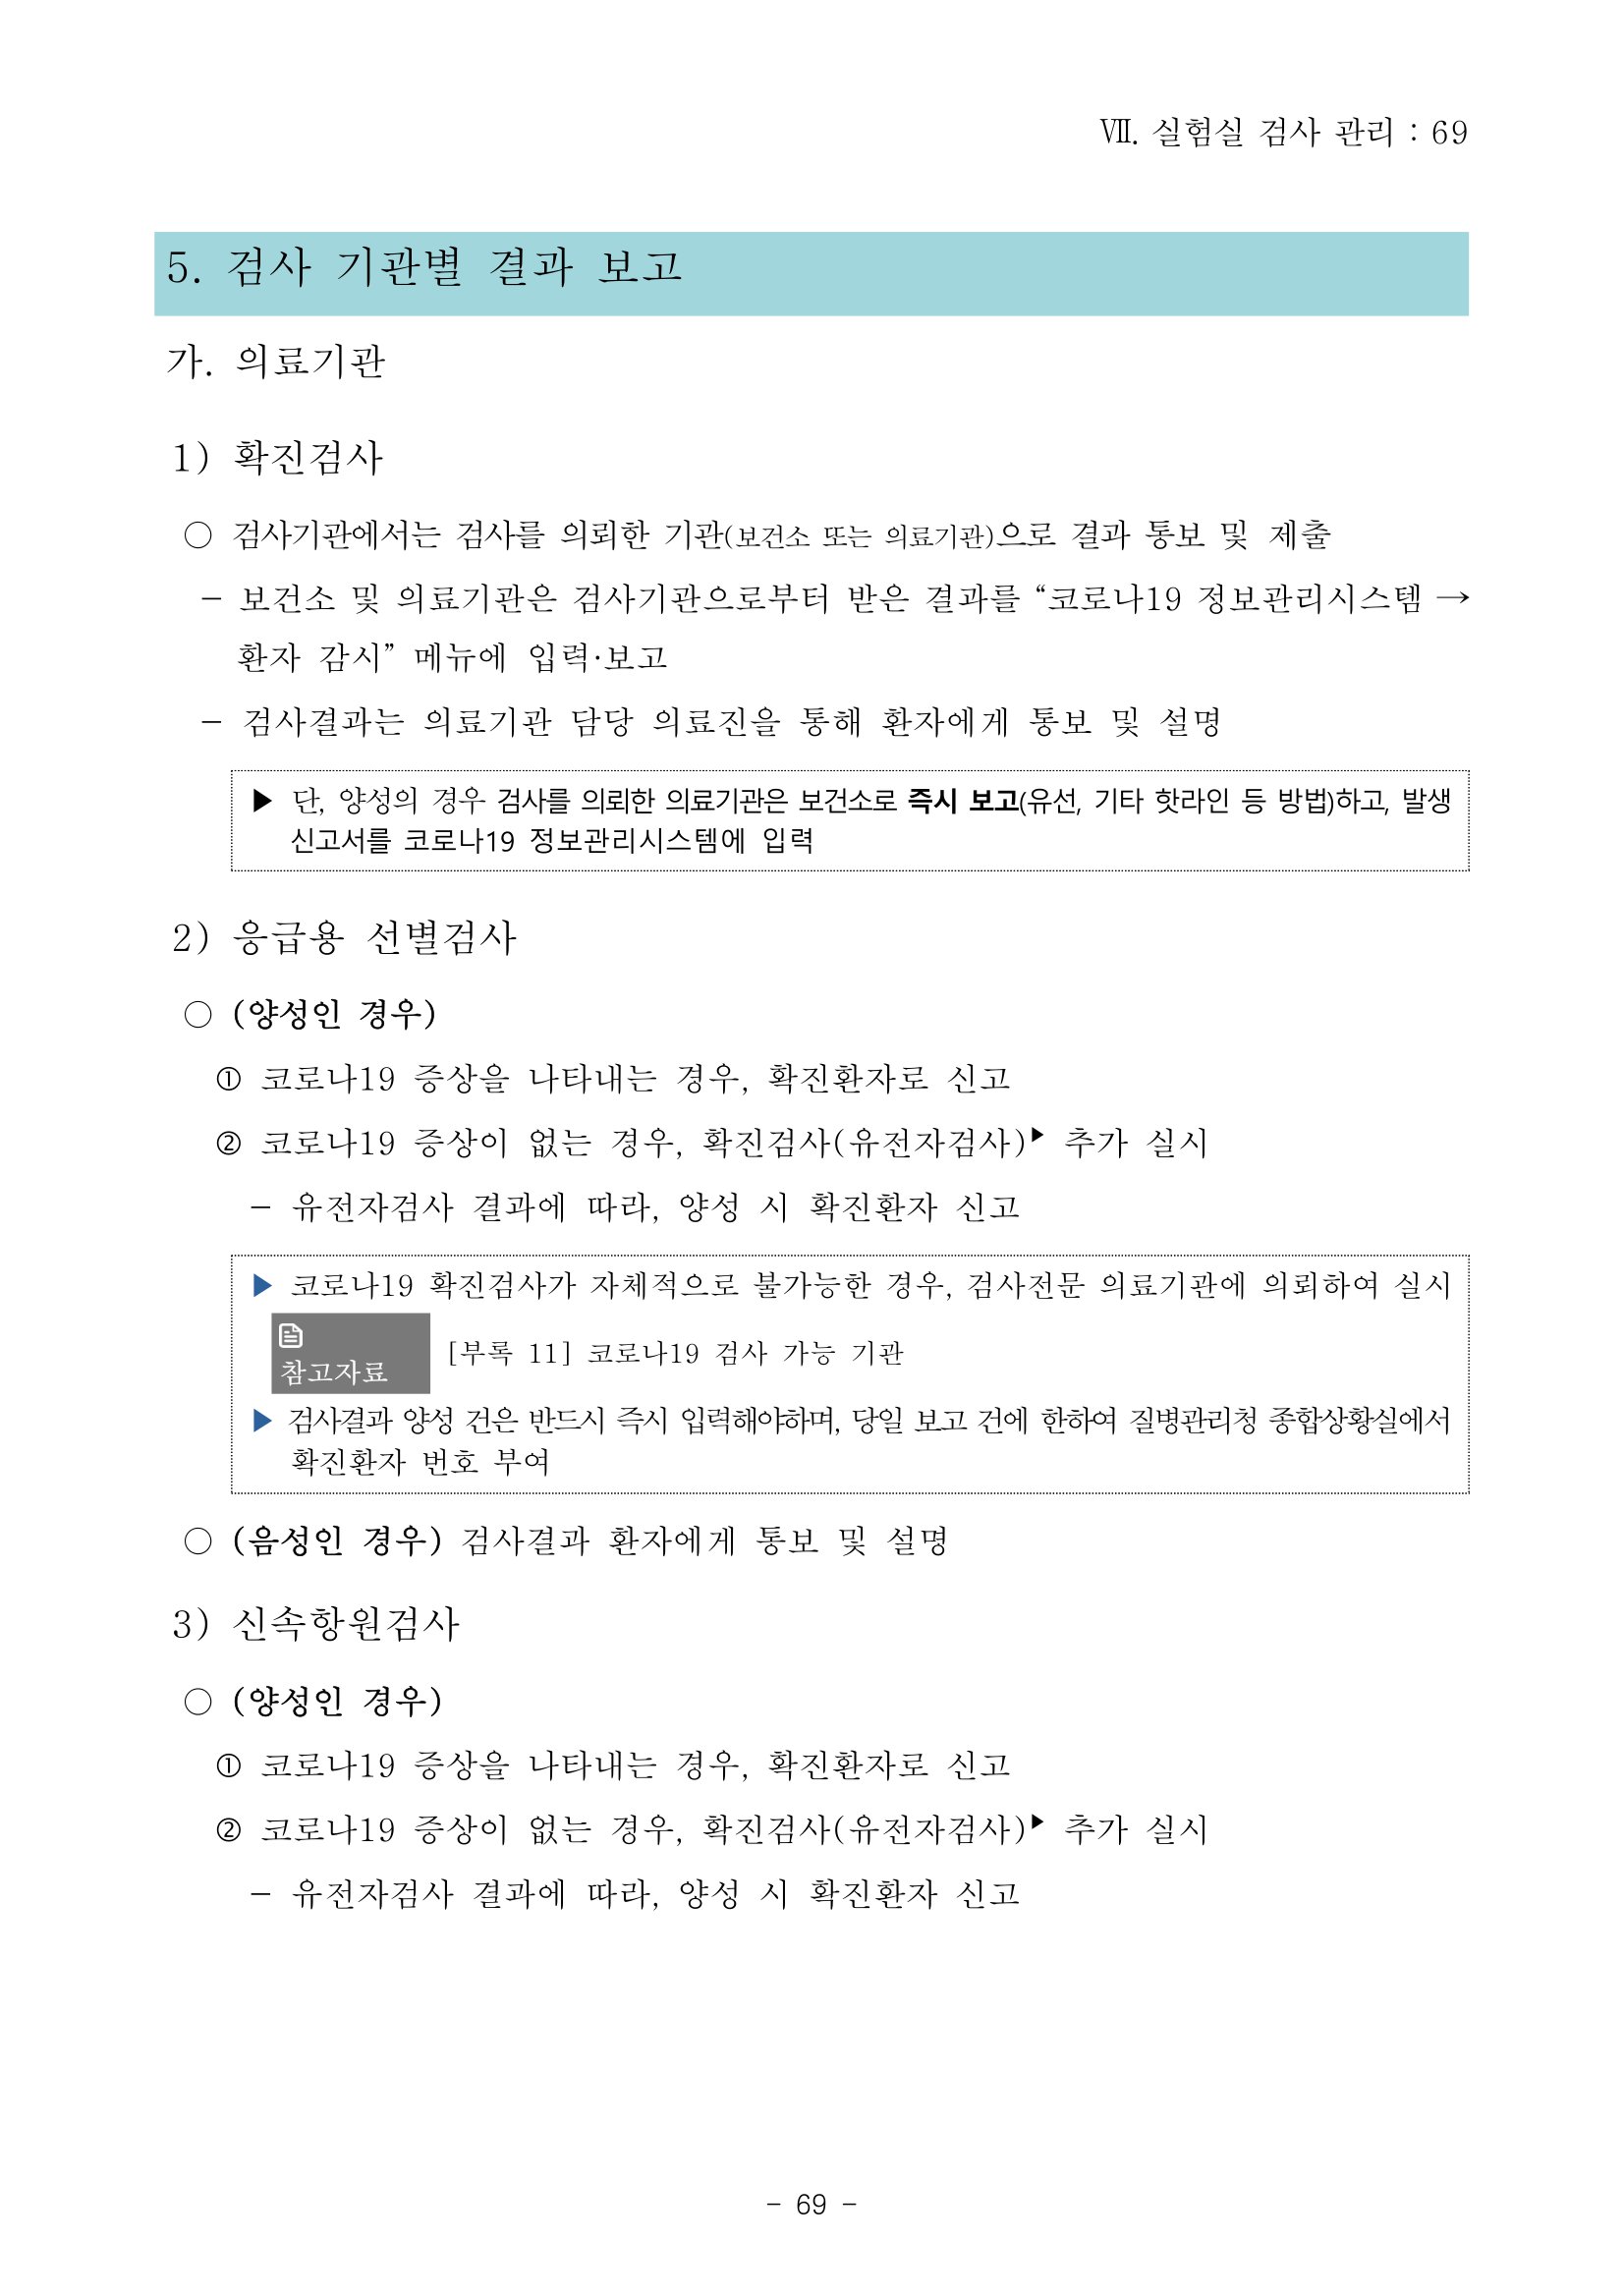 Ⅶ. 실험실 검사 관리 : 69
5. 검사 기관별 결과 보고
가. 의료기관
1) 확진검사
○ 검사기관에서는 검사를 의뢰한 기관(보건소 또는 의료기관)으로 결과 통보 및 제출
- 보건소 및 의료기관은 검사기관으로부터 받은 결과를 “코로나19 정보관리시스템 →
환자 감시” 메뉴에 입력·보고
- 검사결과는 의료기관 담당 의료진을 통해 환자에게 통보 및 설명
▶ 단, 양성의 경우 검사를 의뢰한 의료기관은 보건소로 즉시 보고(유선, 기타 핫라인 등 방법)하고, 발생
신고서를 코로나19 정보관리시스템에 입력
2) 응급용 선별검사
○ (양성인 경우)
① 코로나19 증상을 나타내는 경우, 확진환자로 신고
② 코로나19 증상이 없는 경우, 확진검사(유전자검사)▶ 추가 실시
- 유전자검사 결과에 따라, 양성 시 확진환자 신고
▶ 코로나19 확진검사가 자체적으로 불가능한 경우, 검사전문 의료기관에 의뢰하여 실시
참고자료 [부록 11] 코로나19 검사 가능 기관
▶ 검사결과 양성 건은 반드시 즉시 입력해야하며, 당일 보고 건에 한하여 질병관리청 종합상황실에서
확진환자 번호 부여
○ (음성인 경우) 검사결과 환자에게 통보 및 설명
3) 신속항원검사
○ (양성인 경우)
① 코로나19 증상을 나타내는 경우, 확진환자로 신고
② 코로나19 증상이 없는 경우, 확진검사(유전자검사)▶ 추가 실시
- 유전자검사 결과에 따라, 양성 시 확진환자 신고
- 69 -